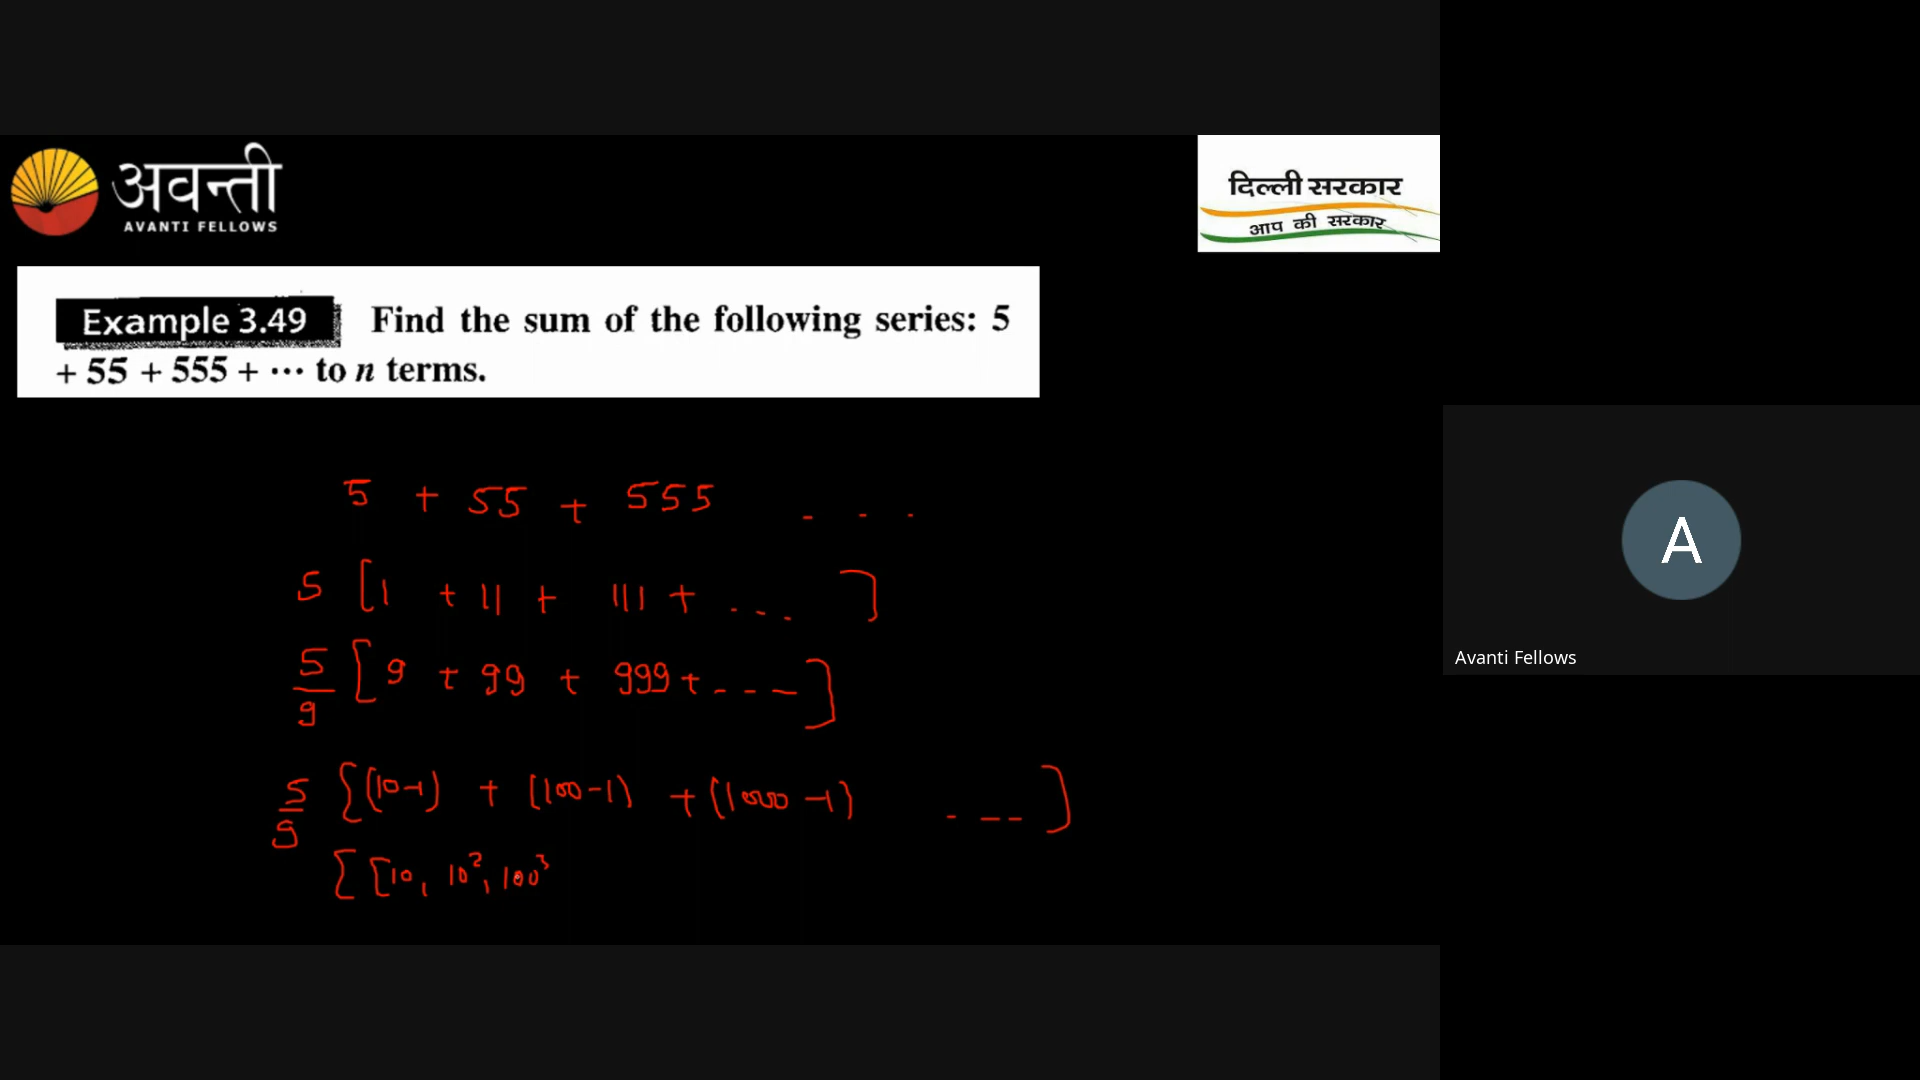 अवन्ती
AVANTI FELLOWS
दिल्ली सरकार
आप की सरकार
Example 3.49 Find the sum of the following series: 5
+ 55 + 555 + ··· to n terms.
5 + 55 + 555 - - -
5 [1 + 11 + 111 + - - - ]
5/9 [9 + 99 + 999 + - - - ]
5/9 {(10-1) + (100-1) + (1000-1) - - - ]
[ [10, 10², 100³
A
Avanti Fellows